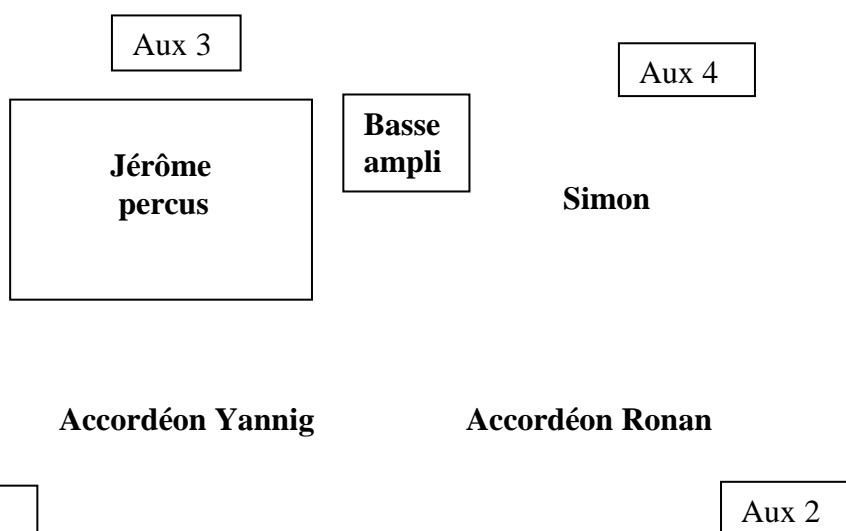 Aux 3
Aux 4
Basse
ampli
Jérôme
percus
Simon
Accordéon Yannig
Accordéon Ronan
Aux 2